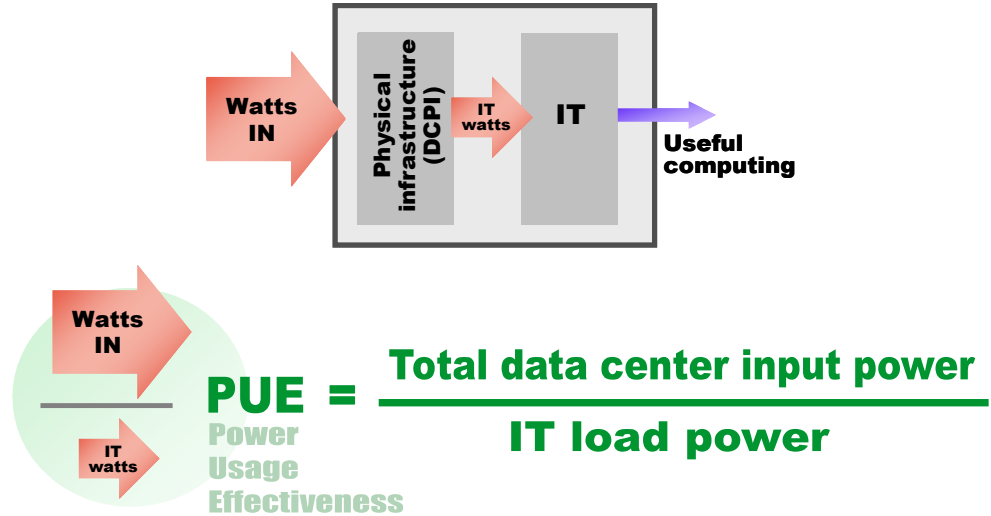 Watts
IN
Physical
infrastructure
(DCPI)
IT
watts
IT
Useful
computing
Watts
IN
IT
watts
PUE = Total data center input power
IT load power
Power
Usage
Effectiveness